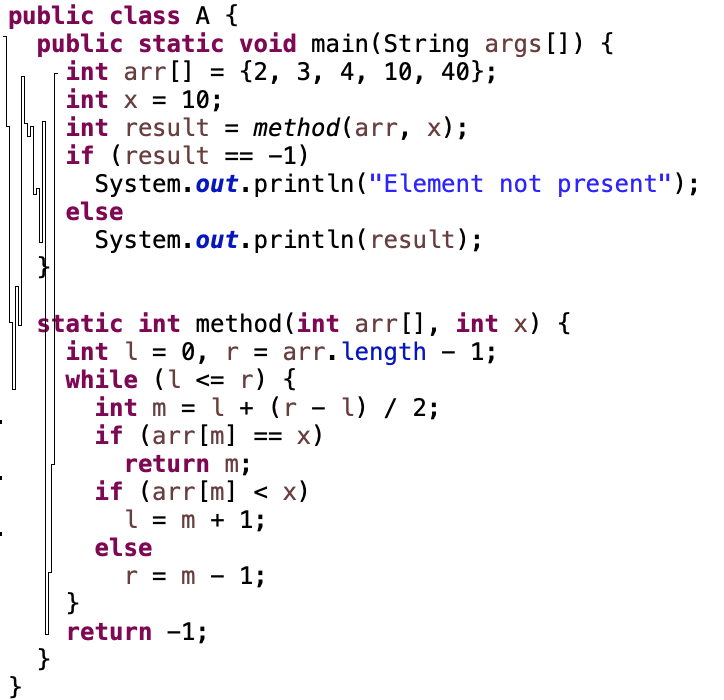 public class A {
  public static void main(String args[]) {
    int arr[] = {2, 3, 4, 10, 40};
    int x = 10;
    int result = method(arr, x);
    if (result == -1)
      System.out.println("Element not present");
    else
      System.out.println(result);
  }

  static int method(int arr[], int x) {
    int l = 0, r = arr.length - 1;
    while (l <= r) {
      int m = l + (r - l) / 2;
      if (arr[m] == x)
        return m;
      if (arr[m] < x)
        l = m + 1;
      else
        r = m - 1;
    }
    return -1;
  }
}